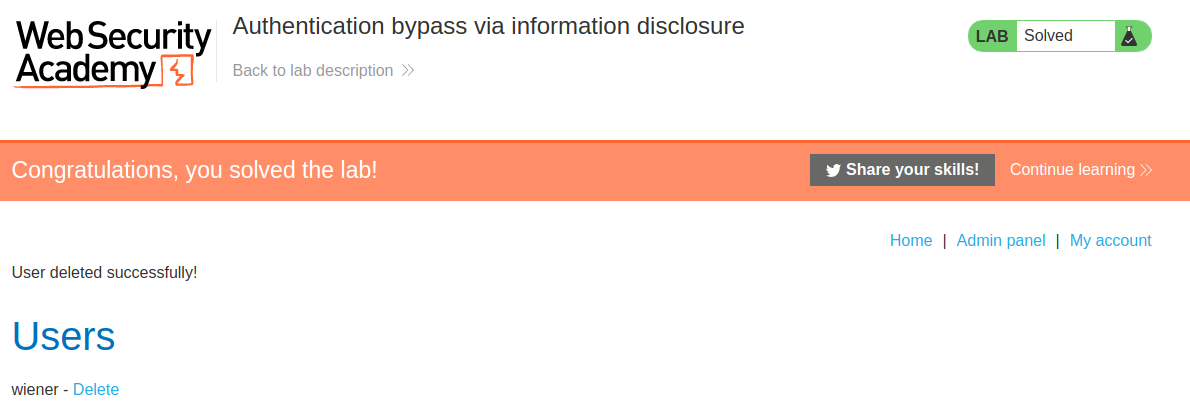 Web Security
Academy
Authentication bypass via information disclosure
Back to lab description
LAB Solved
Congratulations, you solved the lab!
Share your skills!
Continue learning
Home | Admin panel | My account
User deleted successfully!
Users
wiener - Delete